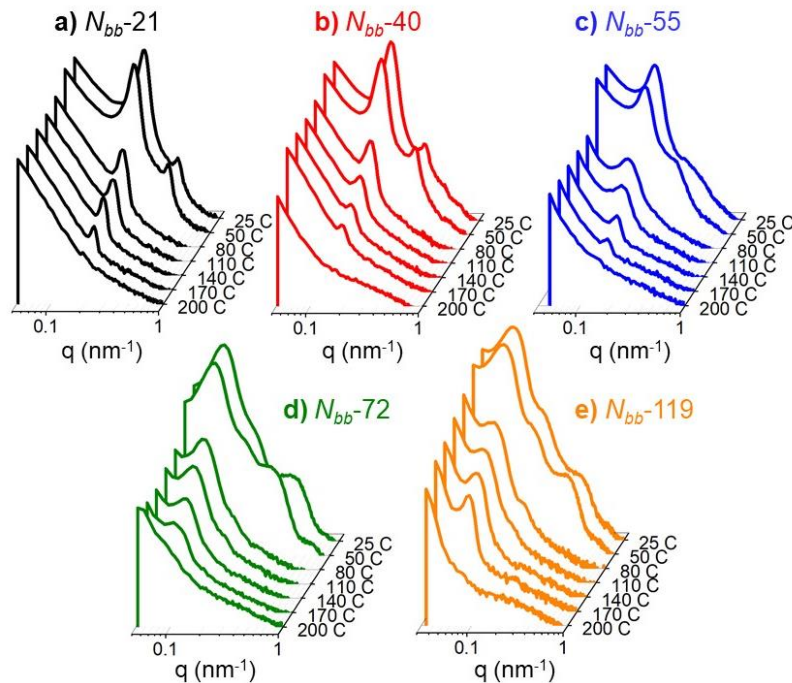 a) Nbb-21
b) Nbb-40
c) Nbb-55
25 C
50 C
80 C
110 C
140 C
170 C
200 C
0.1
1
q (nm⁻¹)
25 C
50 C
80 C
110 C
140 C
170 C
200 C
0.1
1
q (nm⁻¹)
25 C
50 C
80 C
110 C
140 C
170 C
200 C
0.1
1
q (nm⁻¹)
d) Nbb-72
e) Nbb-119
25 C
50 C
80 C
110 C
140 C
170 C
200 C
0.1
1
q (nm⁻¹)
25 C
50 C
80 C
110 C
140 C
170 C
200 C
0.1
1
q (nm⁻¹)